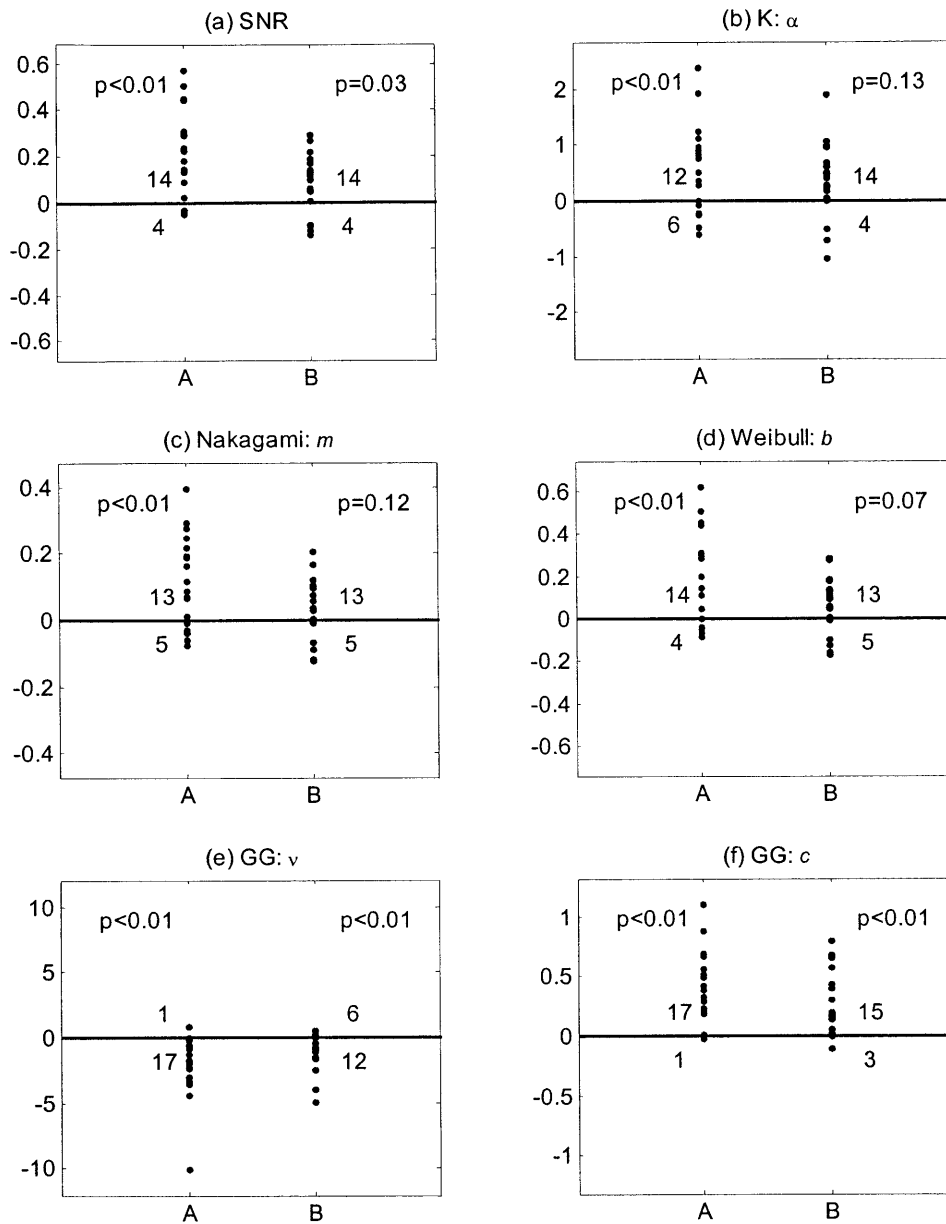 (a) SNR
0.6
0.4
0.2
0
-0.2
-0.4
-0.6
p<0.01
p=0.03
14
14
4
4
A
B
(b) K: α
2
1
0
-1
-2
p<0.01
p=0.13
12
14
6
4
A
B
(c) Nakagami: m
0.4
0.2
0
-0.2
-0.4
p<0.01
p=0.12
13
13
5
5
A
B
(d) Weibull: b
0.6
0.4
0.2
0
-0.2
-0.4
-0.6
p<0.01
p=0.07
14
13
4
5
A
B
(e) GG: ν
10
5
0
-5
-10
p<0.01
p<0.01
1
6
17
12
A
B
(f) GG: c
1
0.5
0
-0.5
-1
p<0.01
p<0.01
17
15
1
3
A
B